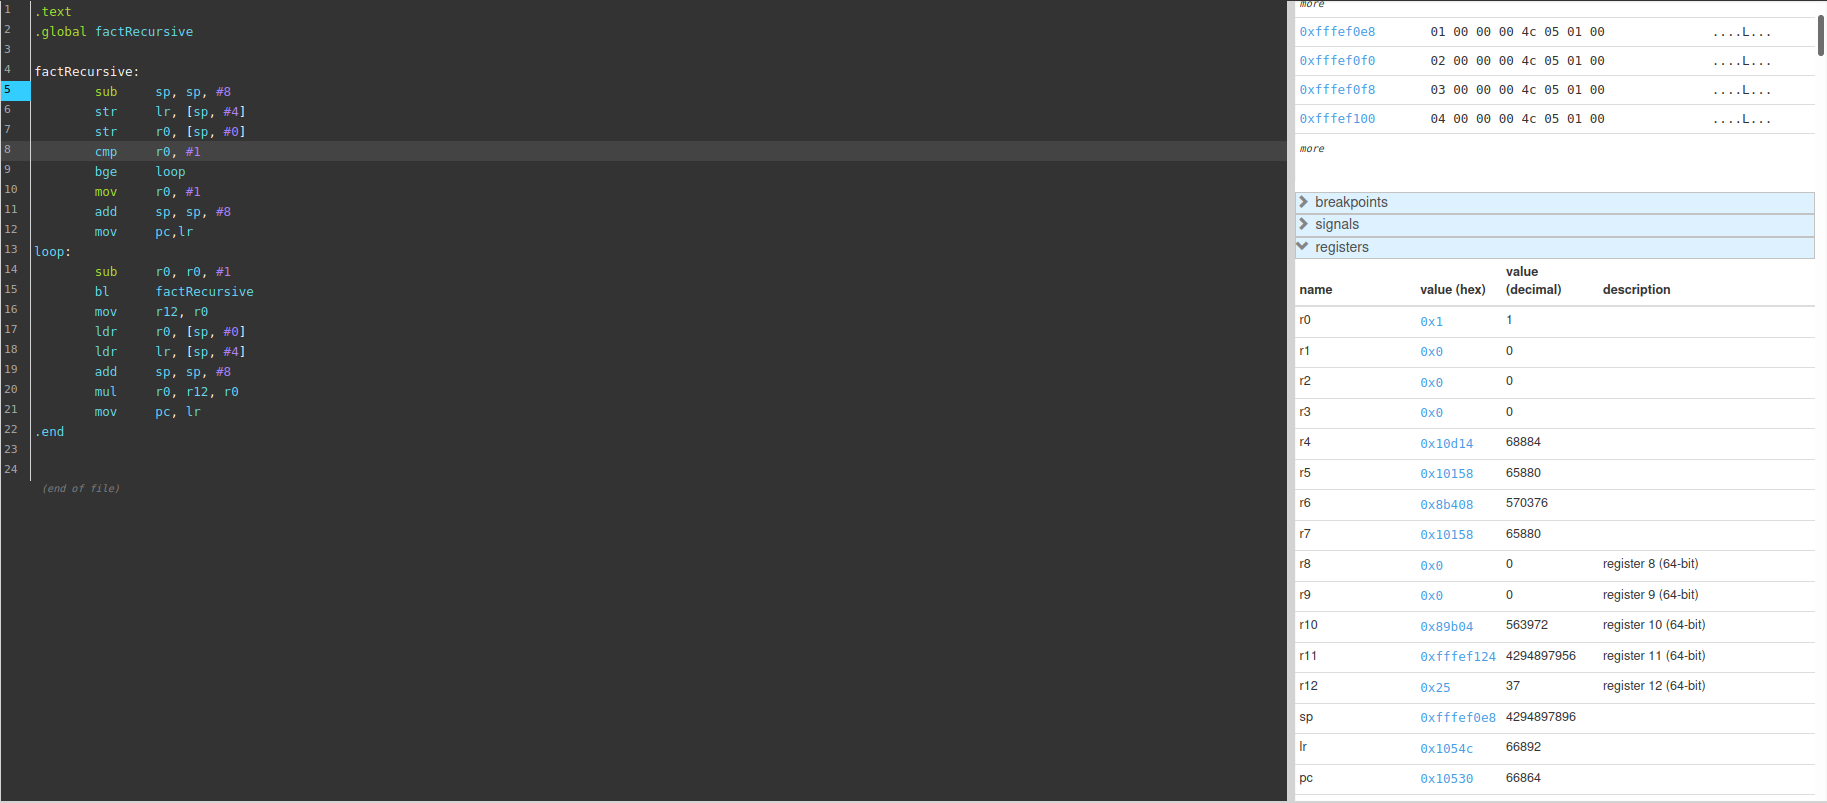 1 .text
2 .global factRecursive
3
4 factRecursive:
5 sub sp, sp, #8
6 str lr, [sp, #4]
7 str r0, [sp, #0]
8 cmp r0, #1
9 bge loop
10 mov r0, #1
11 add sp, sp, #8
12 mov pc,lr
13 loop:
14 sub r0, r0, #1
15 bl factRecursive
16 mov r12, r0
17 ldr r0, [sp, #0]
18 ldr lr, [sp, #4]
19 add sp, sp, #8
20 mul r0, r12, r0
21 mov pc, lr
22 .end
23
24
(end of file)
more
0xfffef0e8 01 00 00 00 4c 05 01 00 ....L...
0xfffef0f0 02 00 00 00 4c 05 01 00 ....L...
0xfffef0f8 03 00 00 00 4c 05 01 00 ....L...
0xfffef100 04 00 00 00 4c 05 01 00 ....L...
more
breakpoints
signals
registers
value
name value (hex) (decimal) description
r0 0x1 1
r1 0x0 0
r2 0x0 0
r3 0x0 0
r4 0x10d14 68884
r5 0x10158 65880
r6 0x8b408 570376
r7 0x10158 65880
r8 0x0 0 register 8 (64-bit)
r9 0x0 0 register 9 (64-bit)
r10 0x89b04 563972 register 10 (64-bit)
r11 0xfffef124 4294897956 register 11 (64-bit)
r12 0x25 37 register 12 (64-bit)
sp 0xfffef0e8 4294897896
lr 0x1054c 66892
pc 0x10530 66864